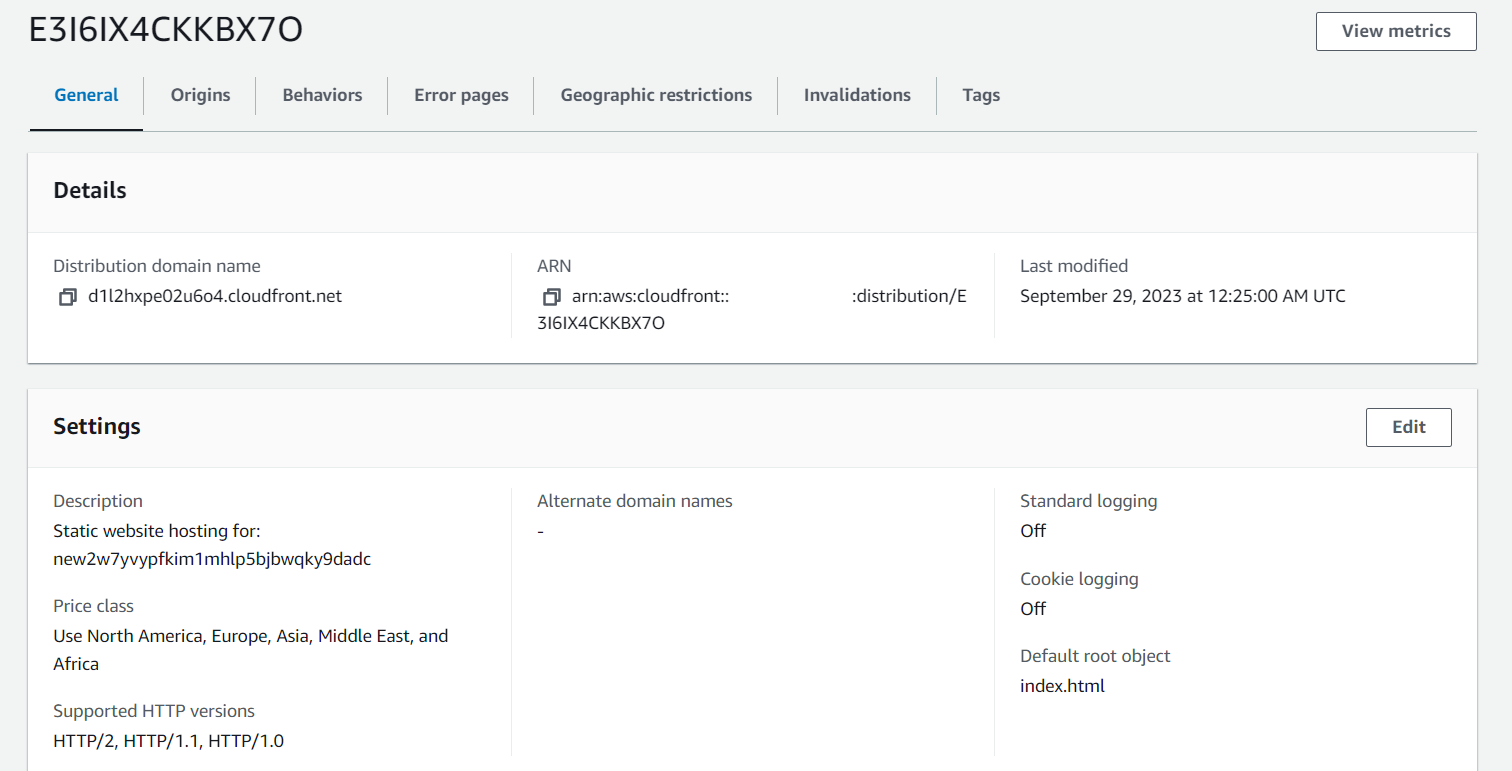 E3I6IX4CKKBX7O
View metrics
General
Origins
Behaviors
Error pages
Geographic restrictions
Invalidations
Tags
Details
Distribution domain name
d1l2hxpe02u6o4.cloudfront.net
ARN
arn:aws:cloudfront:: :distribution/E
3I6IX4CKKBX7O
Last modified
September 29, 2023 at 12:25:00 AM UTC
Settings
Edit
Description
Static website hosting for:
new2w7yvypfkim1mhlp5bjbwqky9dadc
Price class
Use North America, Europe, Asia, Middle East, and
Africa
Supported HTTP versions
HTTP/2, HTTP/1.1, HTTP/1.0
Alternate domain names
-
Standard logging
Off
Cookie logging
Off
Default root object
index.html